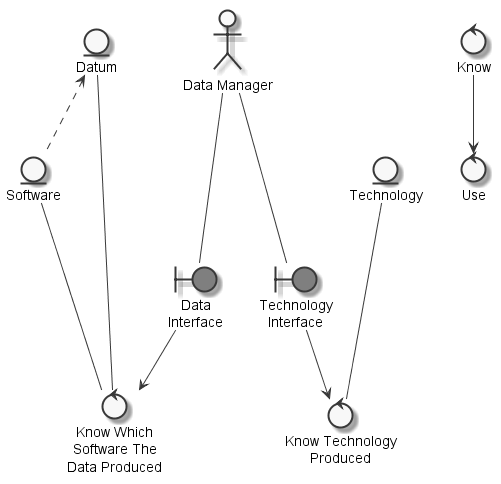 Datum
Data Manager
Know
Software
Technology
Use
Data
Interface
Technology
Interface
Know Which
Software The
Data Produced
Know Technology
Produced